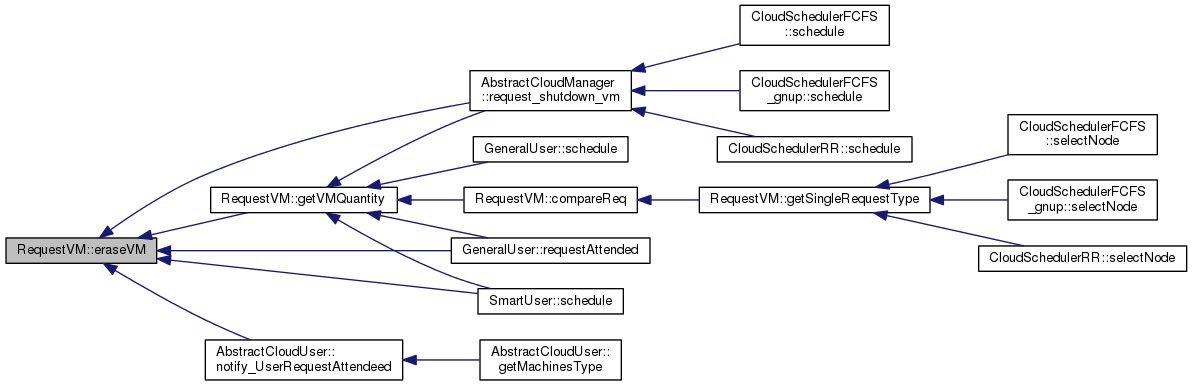 RequestVM::eraseVM
AbstractCloudManager
::request_shutdown_vm
CloudSchedulerFCFS
::schedule
CloudSchedulerFCFS
_gnup::schedule
CloudSchedulerRR::schedule
RequestVM::getVMQuantity
GeneralUser::schedule
RequestVM::compareReq
RequestVM::getSingleRequestType
CloudSchedulerFCFS
::selectNode
CloudSchedulerFCFS
_gnup::selectNode
CloudSchedulerRR::selectNode
GeneralUser::requestAttended
SmartUser::schedule
AbstractCloudUser::
notify_UserRequestAttendeed
AbstractCloudUser::
getMachinesType